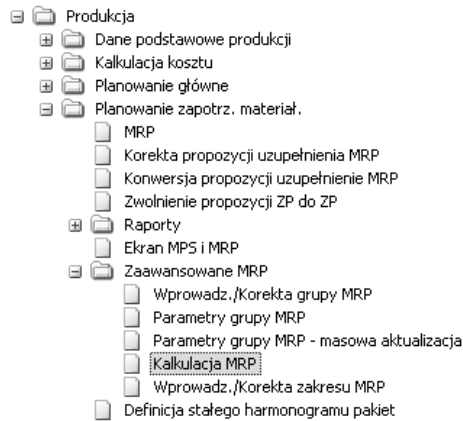 Produkcja
Dane podstawowe produkcji
Kalkulacja kosztu
Planowanie główne
Planowanie zapotrz. materiał.
MRP
Korekta propozycji uzupełnienia MRP
Konwersja propozycji uzupełnienie MRP
Zwolnienie propozycji ZP do ZP
Raporty
Ekran MPS i MRP
Zaawansowane MRP
Wprowadz./Korekta grupy MRP
Parametry grupy MRP
Parametry grupy MRP - masowa aktualizacja
Kalkulacja MRP
Wprowadz./Korekta zakresu MRP
Definicja stałego harmonogramu pakiet